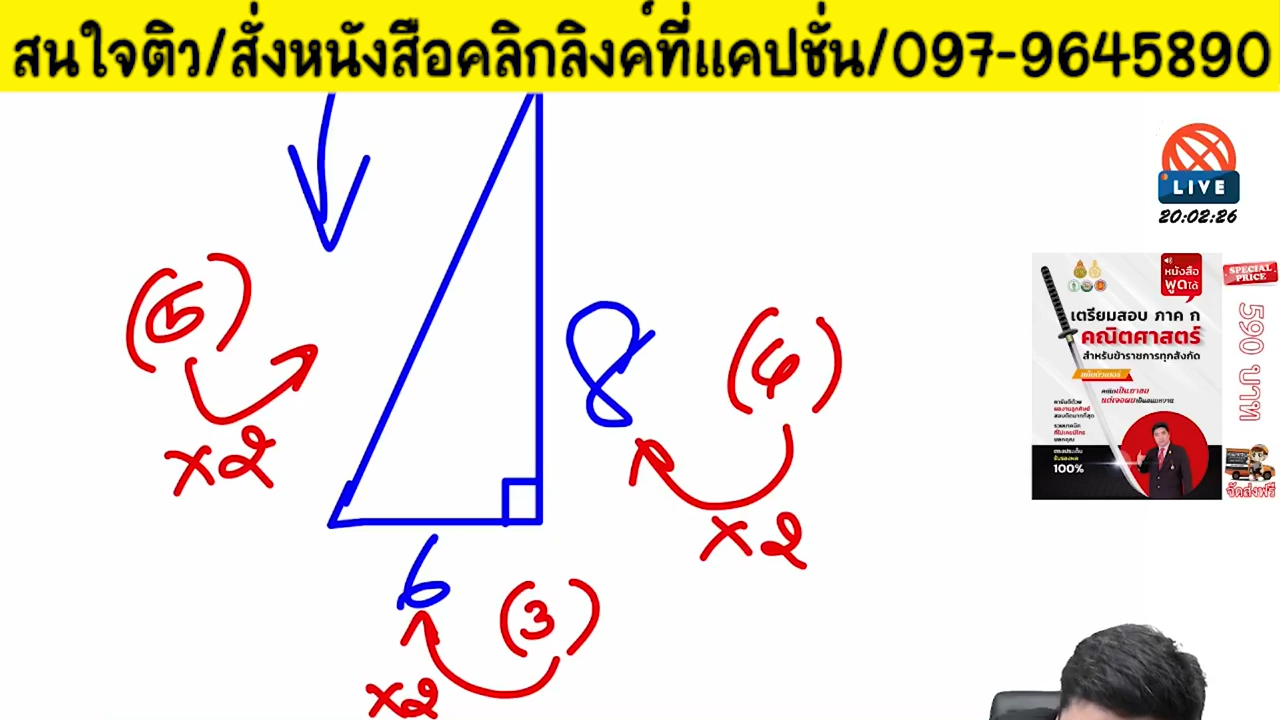 สนใจติว/สั่งหนังสือคลิกลิงค์ที่แคปชั่น/097-9645890
LIVE
20:02:26
หนังสือ
พูดได้
เตรียมสอบ ภาค ก
คณิตศาสตร์
สำหรับข้าราชการทุกสังกัด
100%
SPECIAL
PRICE
590 บาท
จัดส่งฟรี
(5)
×2
8
(4)
×2
6
(3)
×2